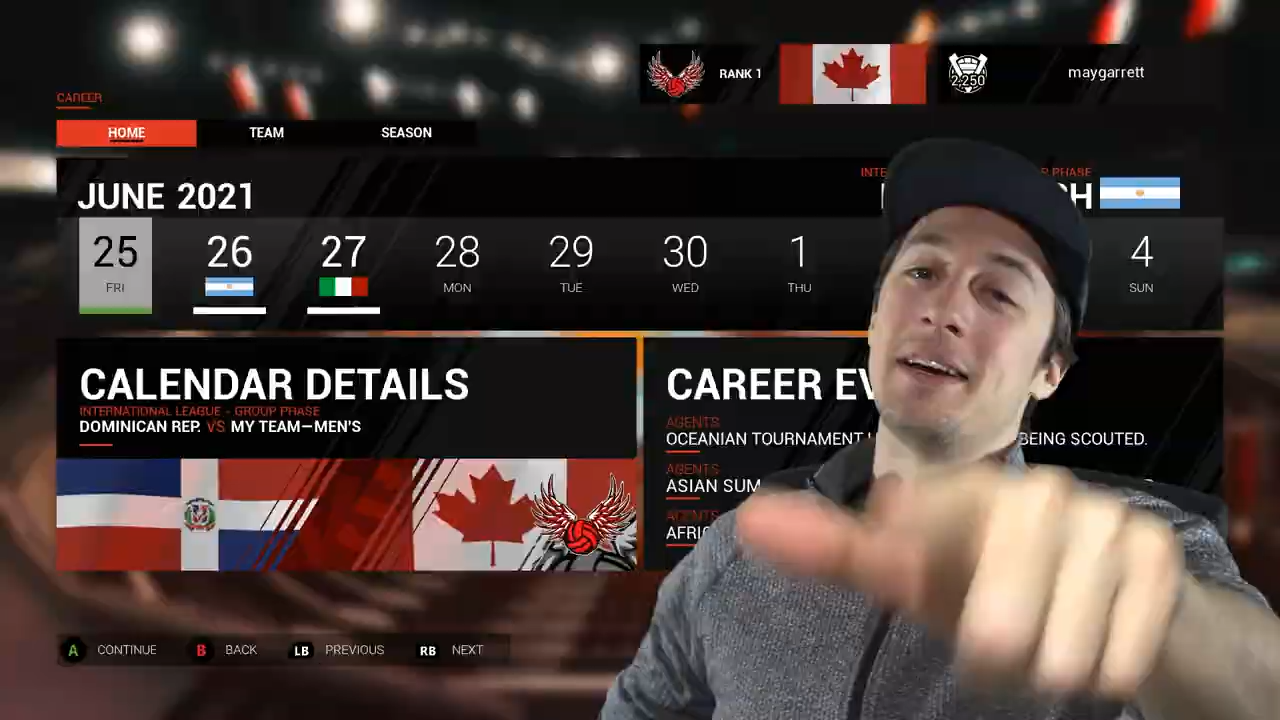 RANK 1
2,250
maygarrett
CAREER
HOME
TEAM
SEASON
JUNE 2021
PHASE
25
FRI
26
27
28
MON
29
TUE
30
WED
1
THU
4
SUN
CALENDAR DETAILS
INTERNATIONAL LEAGUE - GROUP PHASE
DOMINICAN REP. VS MY TEAM—MEN'S
CAREER
AGENTS
OCEANIAN TOURNAMENT BEING SCOUTED.
AGENTS
ASIAN
AGENTS
A CONTINUE
B BACK
LB PREVIOUS
RB NEXT